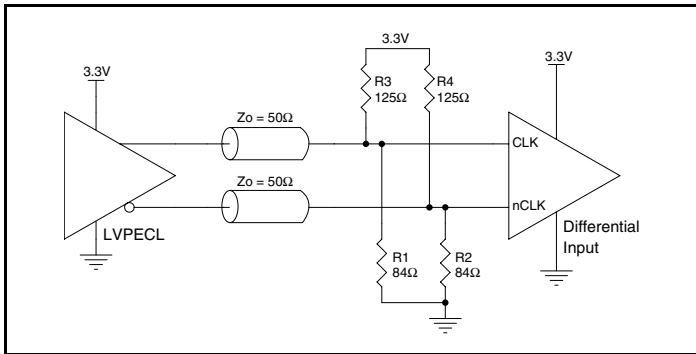 3.3V
3.3V
3.3V
R3
125Ω
R4
125Ω
Zo = 50Ω
CLK
Zo = 50Ω
nCLK
LVPECL
Differential
Input
R1
84Ω
R2
84Ω